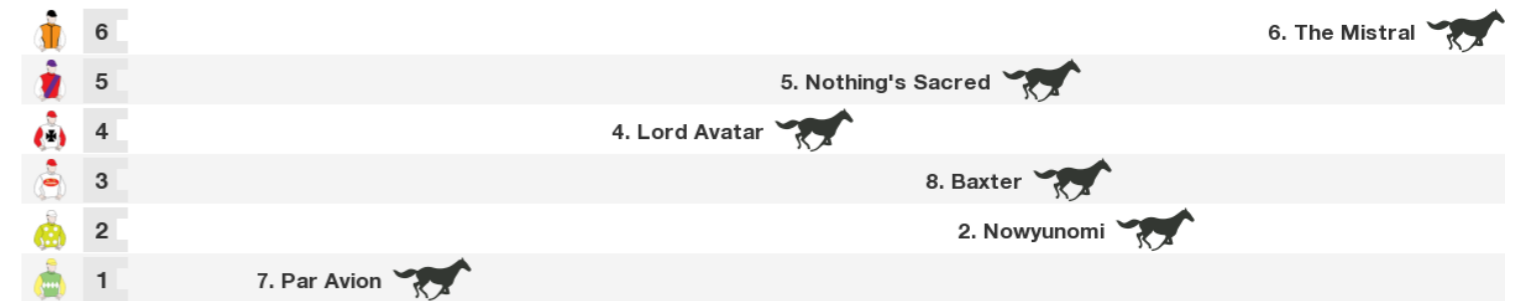 6 6. The Mistral
5 5. Nothing's Sacred
4 4. Lord Avatar
3 8. Baxter
2 2. Nowyunomi
1 7. Par Avion